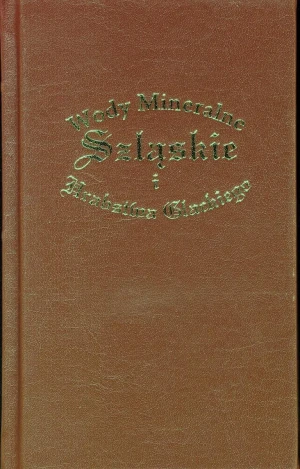 Wody Mineralne
Szląskie
i
Hrabstwa Glackiego